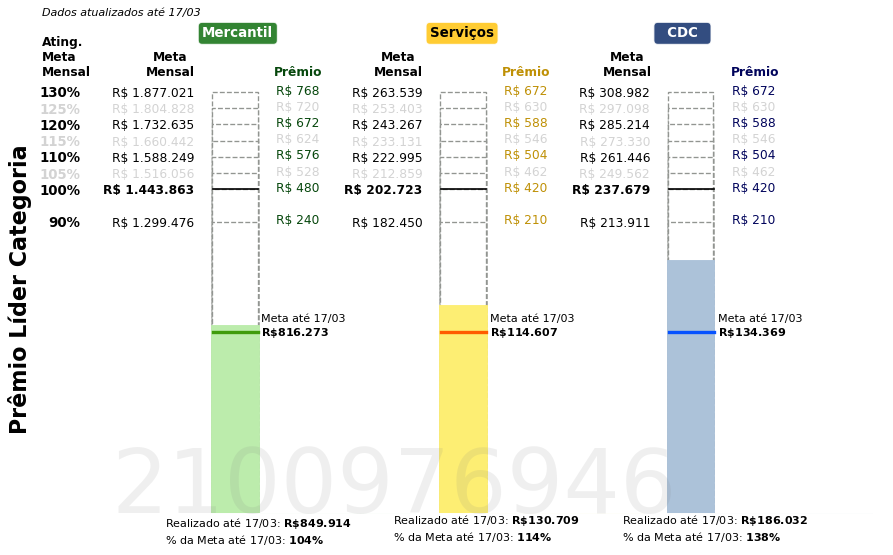 Dados atualizados até 17/03
Mercantil Serviços CDC
Ating. Meta Mensal Meta Mensal Prêmio Meta Mensal Prêmio Meta Mensal Prêmio
130% R$ 1.877.021 R$ 768 R$ 263.539 R$ 672 R$ 308.982 R$ 672
125% R$ 1.804.828 R$ 720 R$ 253.403 R$ 630 R$ 297.098 R$ 630
120% R$ 1.732.635 R$ 672 R$ 243.267 R$ 588 R$ 285.214 R$ 588
115% R$ 1.660.442 R$ 624 R$ 233.131 R$ 546 R$ 273.330 R$ 546
110% R$ 1.588.249 R$ 576 R$ 222.995 R$ 504 R$ 261.446 R$ 504
105% R$ 1.516.056 R$ 528 R$ 212.859 R$ 462 R$ 249.562 R$ 462
100% R$ 1.443.863 R$ 480 R$ 202.723 R$ 420 R$ 237.679 R$ 420
90% R$ 1.299.476 R$ 240 R$ 182.450 R$ 210 R$ 213.911 R$ 210
Prêmio Líder Categoria
Meta até 17/03 Meta até 17/03 Meta até 17/03
R$816.273 R$114.607 R$134.369
2100976946
Realizado até 17/03: R$849.914 Realizado até 17/03: R$130.709 Realizado até 17/03: R$186.032
% da Meta até 17/03: 104% % da Meta até 17/03: 114% % da Meta até 17/03: 138%